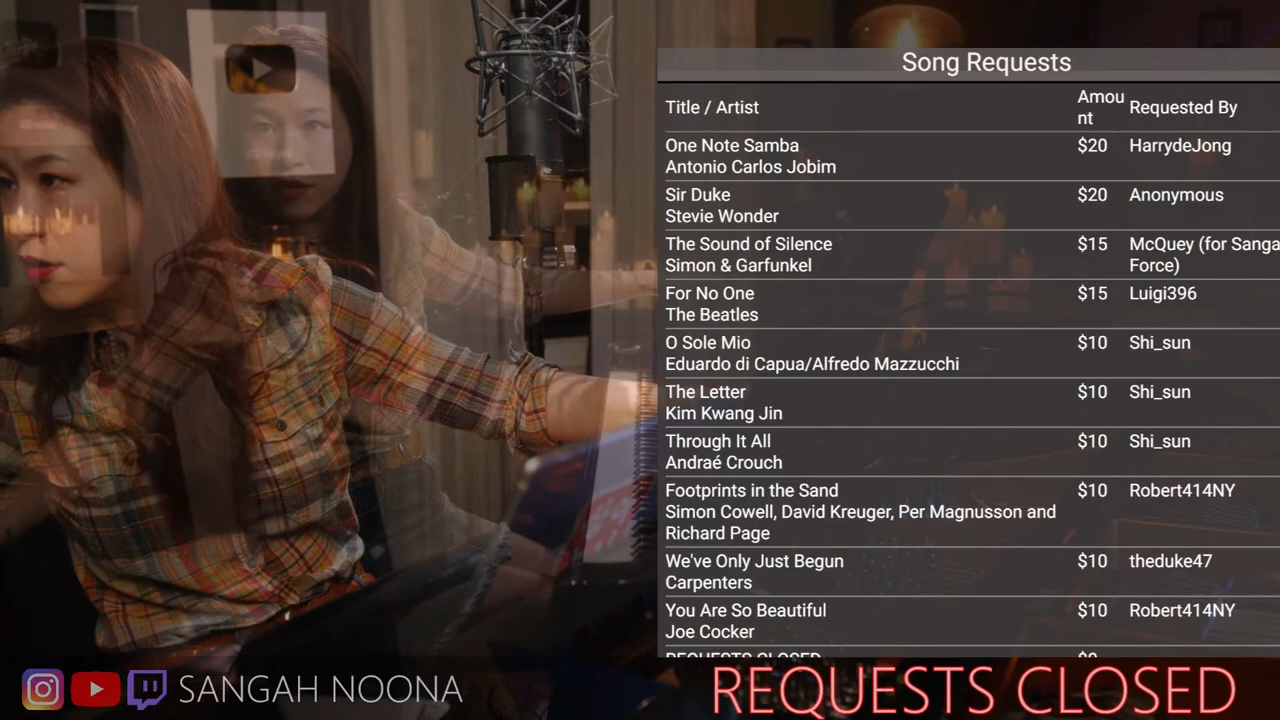 Song Requests
Title / Artist Amou
nt Requested By
One Note Samba $20 HarrydeJong
Antonio Carlos Jobim
Sir Duke $20 Anonymous
Stevie Wonder
The Sound of Silence $15 McQuey (for Sanga
Simon & Garfunkel Force)
For No One $15 Luigi396
The Beatles
O Sole Mio $10 Shi_sun
Eduardo di Capua/Alfredo Mazzucchi
The Letter $10 Shi_sun
Kim Kwang Jin
Through It All $10 Shi_sun
Andraé Crouch
Footprints in the Sand $10 Robert414NY
Simon Cowell, David Kreuger, Per Magnusson and
Richard Page
We've Only Just Begun $10 theduke47
Carpenters
You Are So Beautiful $10 Robert414NY
Joe Cocker
REQUESTS CLOSED $0
SANGAH NOONA
REQUESTS CLOSED